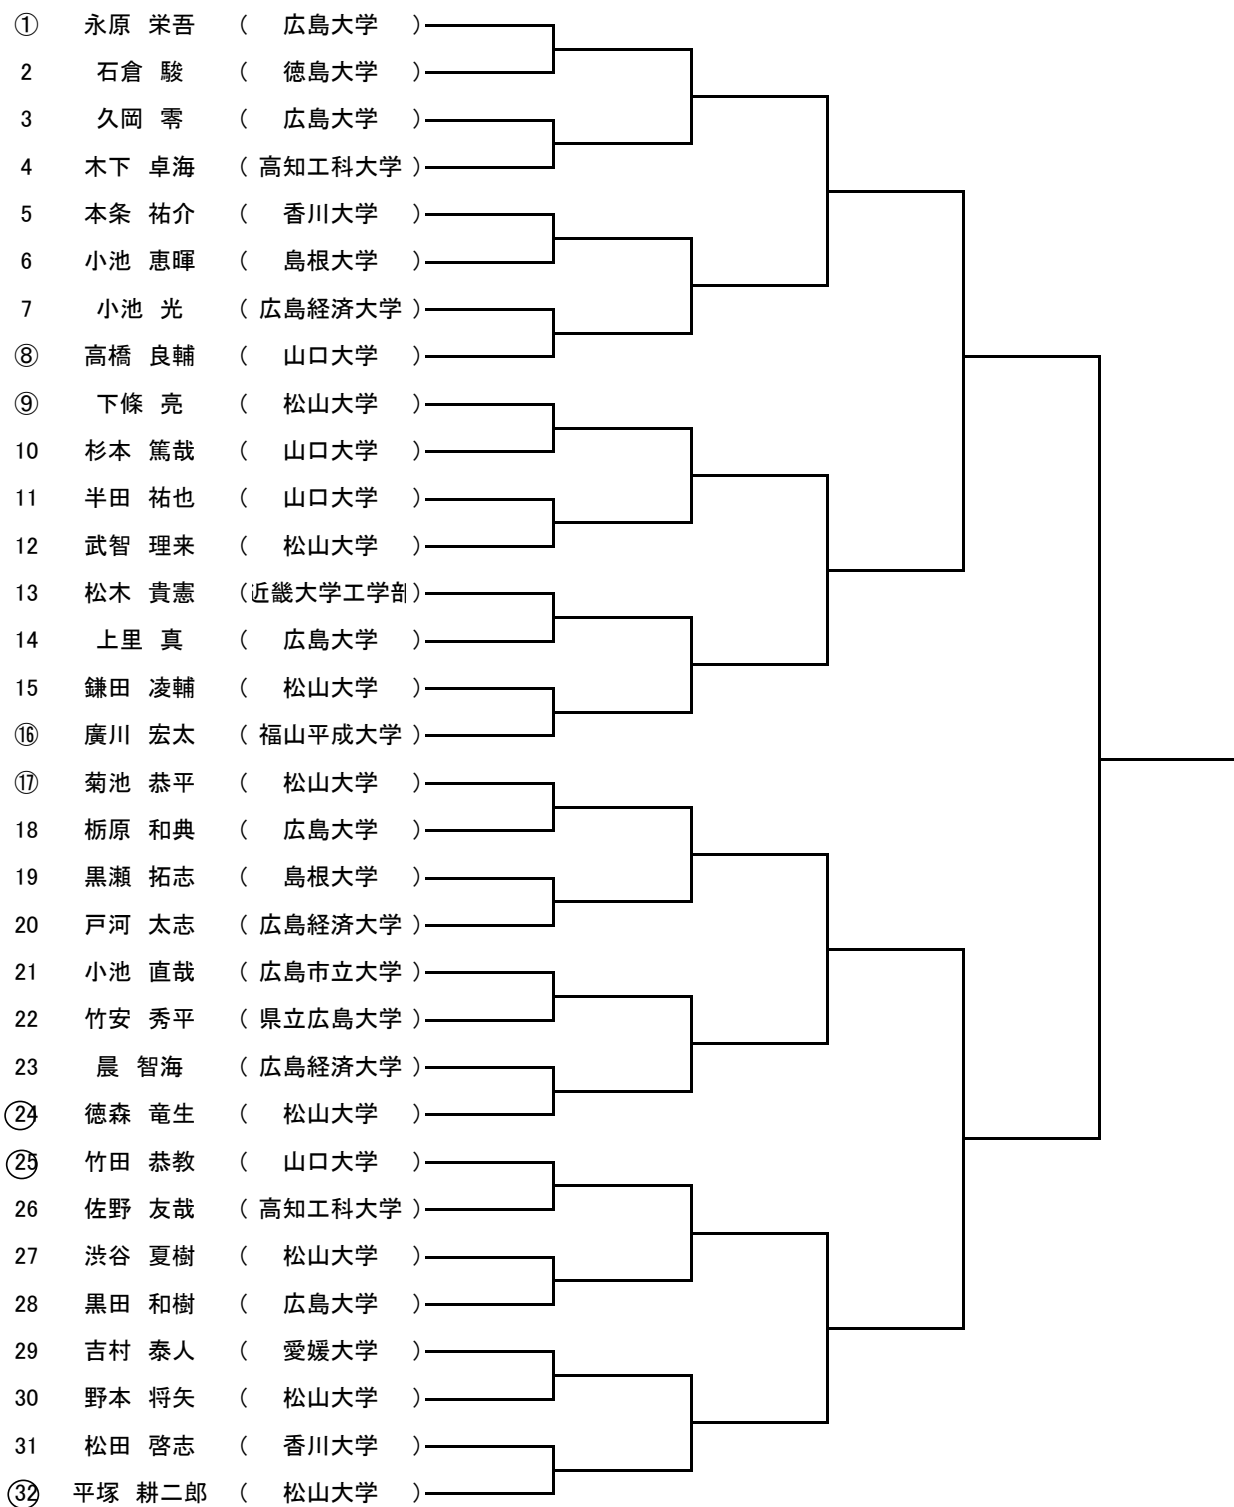 ① 永原 栄吾 ( 広島大学 )
2 石倉 駿 ( 徳島大学 )
3 久岡 零 ( 広島大学 )
4 木下 卓海 ( 高知工科大学 )
5 本条 祐介 ( 香川大学 )
6 小池 恵暉 ( 島根大学 )
7 小池 光 ( 広島経済大学 )
⑧ 高橋 良輔 ( 山口大学 )
⑨ 下條 亮 ( 松山大学 )
10 杉本 篤哉 ( 山口大学 )
11 半田 祐也 ( 山口大学 )
12 武智 理来 ( 松山大学 )
13 松木 貴憲 (近畿大学工学部)
14 上里 真 ( 広島大学 )
15 鎌田 凌輔 ( 松山大学 )
⑯ 廣川 宏太 ( 福山平成大学 )
⑰ 菊池 恭平 ( 松山大学 )
18 栃原 和典 ( 広島大学 )
19 黒瀬 拓志 ( 島根大学 )
20 戸河 太志 ( 広島経済大学 )
21 小池 直哉 ( 広島市立大学 )
22 竹安 秀平 ( 県立広島大学 )
23 晨 智海 ( 広島経済大学 )
24 徳森 竜生 ( 松山大学 )
25 竹田 恭教 ( 山口大学 )
26 佐野 友哉 ( 高知工科大学 )
27 渋谷 夏樹 ( 松山大学 )
28 黒田 和樹 ( 広島大学 )
29 吉村 泰人 ( 愛媛大学 )
30 野本 将矢 ( 松山大学 )
31 松田 啓志 ( 香川大学 )
32 平塚 耕二郎 ( 松山大学 )